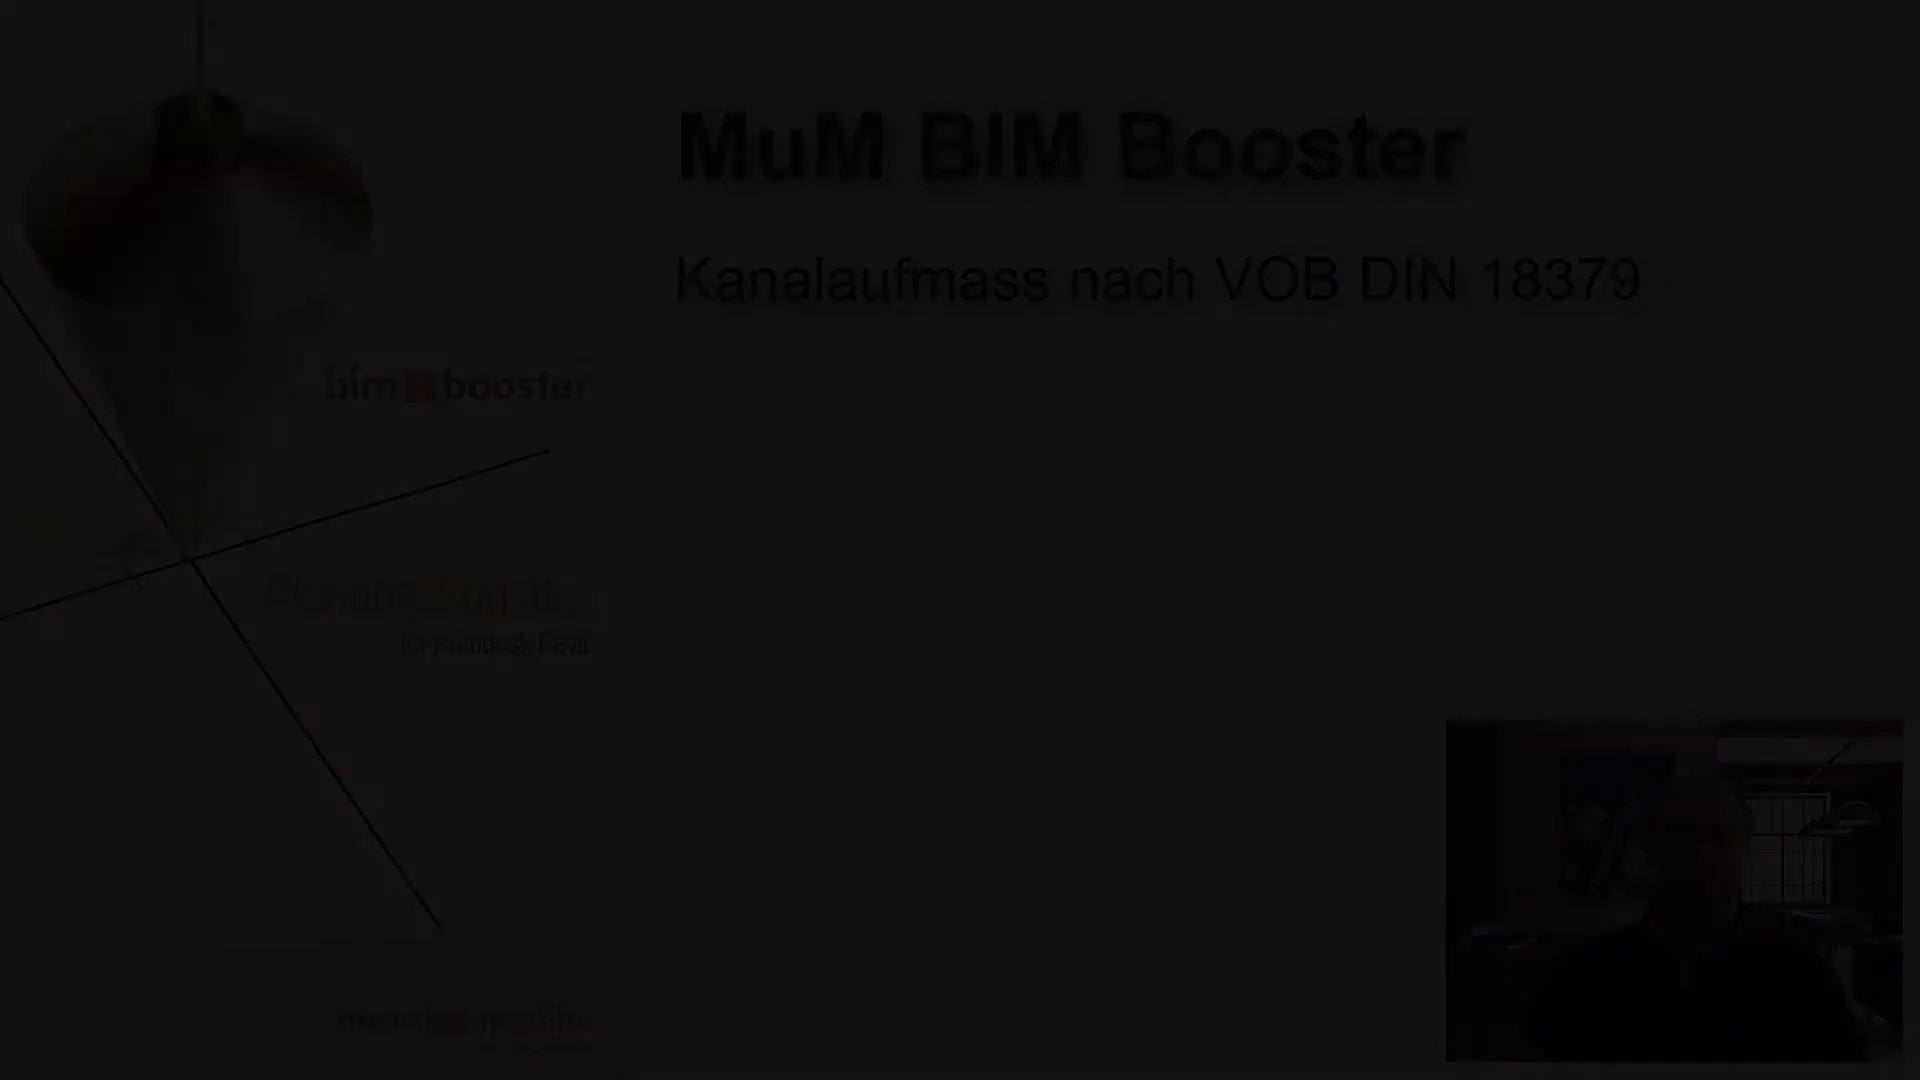 MuM BIM Booster
Kanalaufmass nach VOB DIN 18379
bim booster
für Autodesk Revit